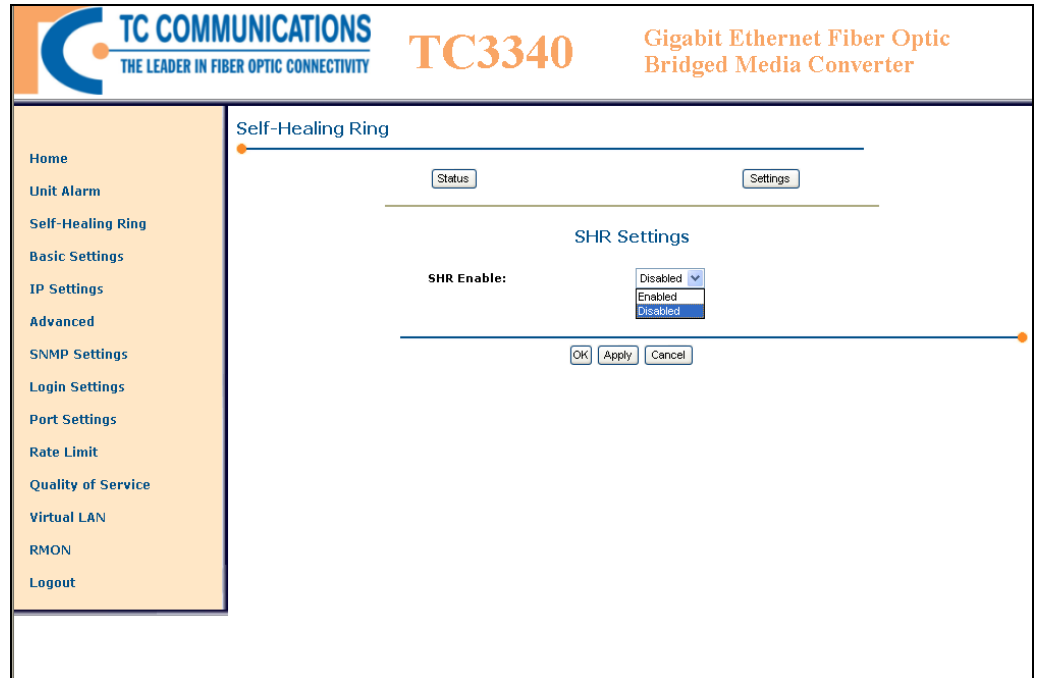 TC COMMUNICATIONS
THE LEADER IN FIBER OPTIC CONNECTIVITY
TC3340
Gigabit Ethernet Fiber Optic
Bridged Media Converter
Home
Unit Alarm
Self-Healing Ring
Basic Settings
IP Settings
Advanced
SNMP Settings
Login Settings
Port Settings
Rate Limit
Quality of Service
Virtual LAN
RMON
Logout
Self-Healing Ring
Status
Settings
SHR Settings
SHR Enable:
Disabled
Enabled
Disabled
OK
Apply
Cancel